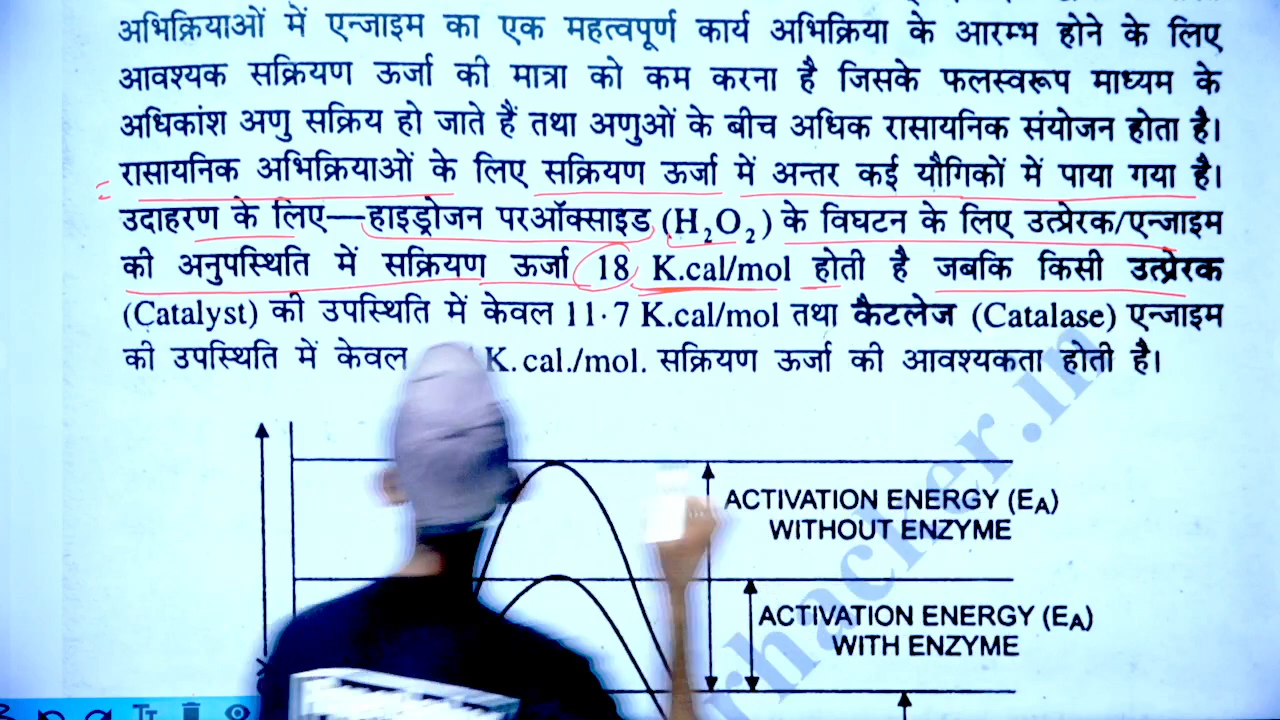 अभिक्रियाओं में एन्जाइम का एक महत्वपूर्ण कार्य अभिक्रिया के आरम्भ होने के लिए
आवश्यक सक्रियण ऊर्जा की मात्रा को कम करना है जिसके फलस्वरूप माध्यम के
अधिकांश अणु सक्रिय हो जाते हैं तथा अणुओं के बीच अधिक रासायनिक संयोजन होता है।
रासायनिक अभिक्रियाओं के लिए सक्रियण ऊर्जा में अन्तर कई यौगिकों में पाया गया है।
उदाहरण के लिए—हाइड्रोजन परऑक्साइड (H₂O₂) के विघटन के लिए उत्प्रेरक/एन्जाइम
की अनुपस्थिति में सक्रियण ऊर्जा 18 K.cal/mol होती है जबकि किसी उत्प्रेरक
(Catalyst) की उपस्थिति में केवल 11·7 K.cal/mol तथा कैटलेज (Catalase) एन्जाइम
की उपस्थिति में केवल K.cal./mol. सक्रियण ऊर्जा की आवश्यकता होती है।
ACTIVATION ENERGY (EA)
WITHOUT ENZYME
ACTIVATION ENERGY (EA)
WITH ENZYME
rhacker.in